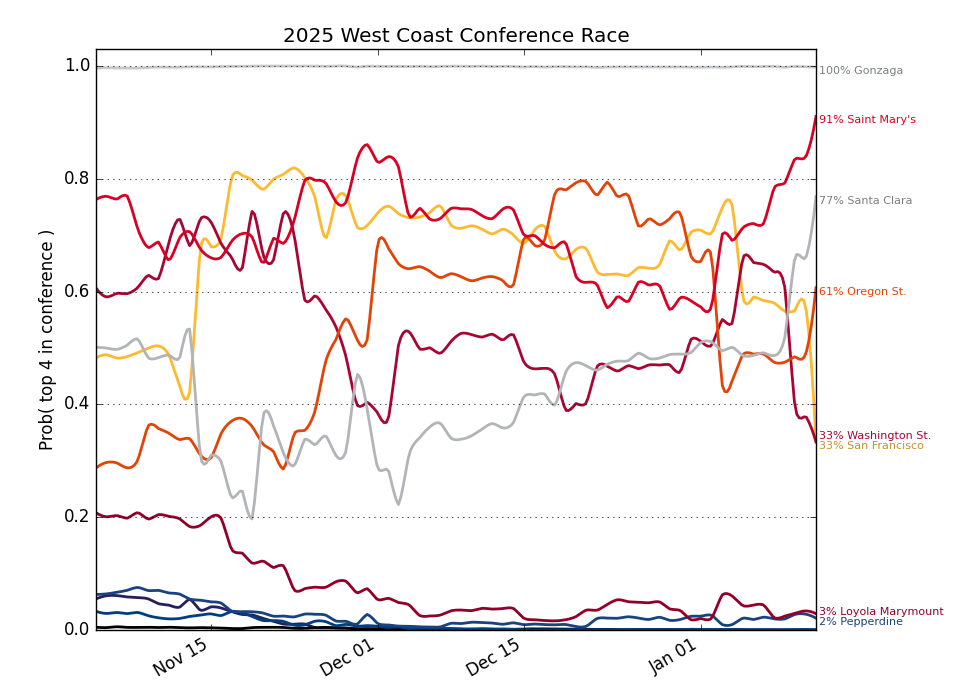 2025 West Coast Conference Race
Prob( top 4 in conference )
1.0
0.8
0.6
0.4
0.2
0.0
Nov 15
Dec 01
Dec 15
Jan 01
100% Gonzaga
91% Saint Mary's
77% Santa Clara
61% Oregon St.
33% Washington St.
33% San Francisco
3% Loyola Marymount
2% Pepperdine